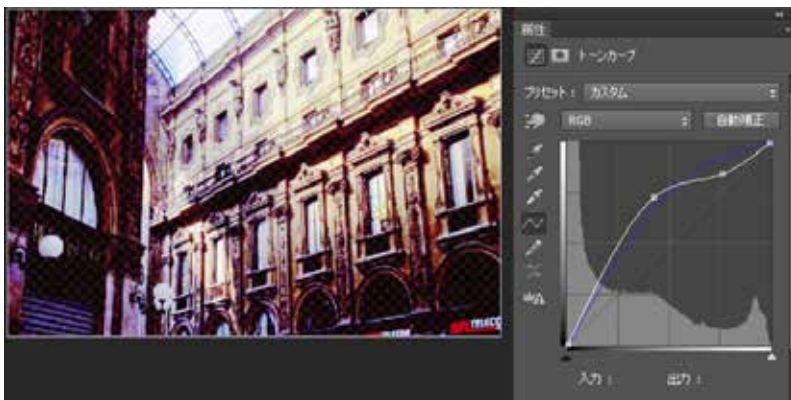 属性
トーンカーブ
プリセット： カスタム
RGB
自動補正
入力：
出力：